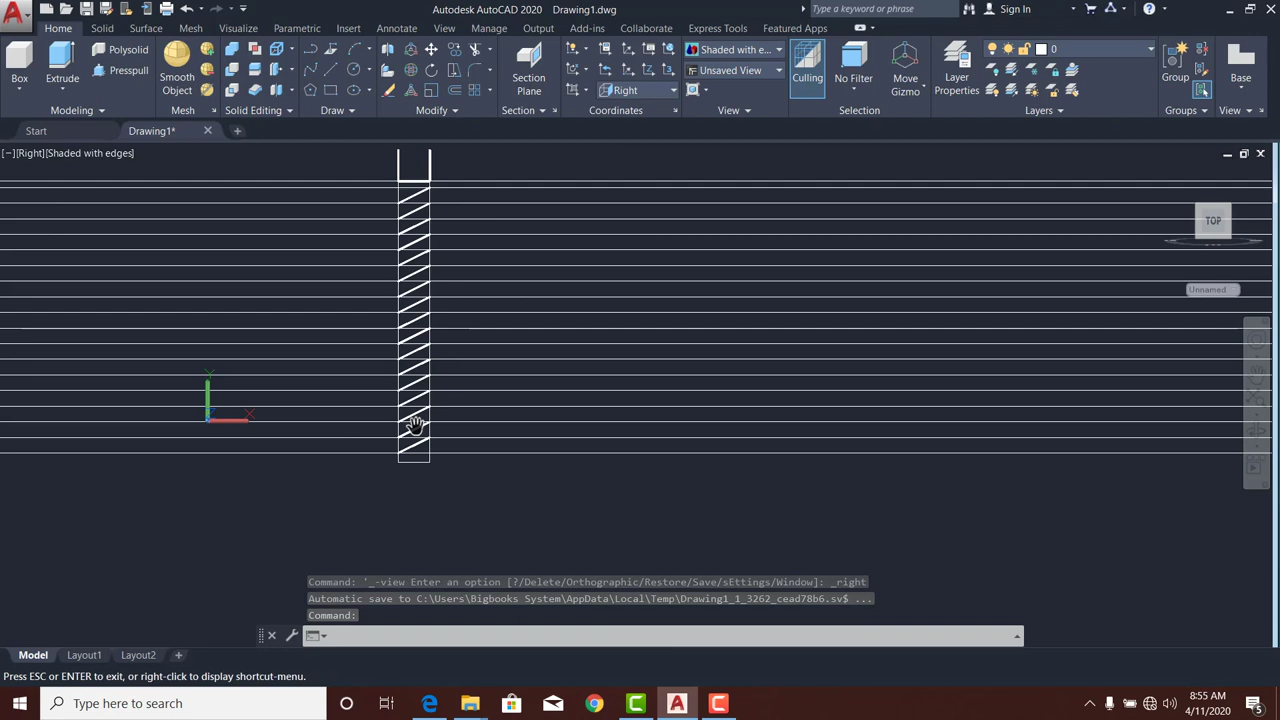 Autodesk AutoCAD 2020 Drawing1.dwg
Type a keyword or phrase
Sign In
Home Solid Surface Mesh Visualize Parametric Insert Annotate View Manage Output Add-ins Collaborate Express Tools Featured Apps
Box
Extrude
Polysolid
Presspull
Smooth Object
Section Plane
Right
Shaded with e...
Unsaved View
Culling
No Filter
Move Gizmo
Layer Properties
0
Group
Base
Modeling Mesh Solid Editing Draw Modify Section Coordinates View Selection Layers Groups View
Start Drawing1*
[−][Right][Shaded with edges]
TOP
Unnamed
Y
X
Command: '_-view Enter an option [?/Delete/Orthographic/Restore/Save/sEttings/Window]: _right
Automatic save to C:\Users\Bigbooks System\AppData\Local\Temp\Drawing1_1_3262_cead78b6.sv$ ...
Command:
Model Layout1 Layout2
Press ESC or ENTER to exit, or right-click to display shortcut-menu.
Type here to search
8:55 AM
4/11/2020